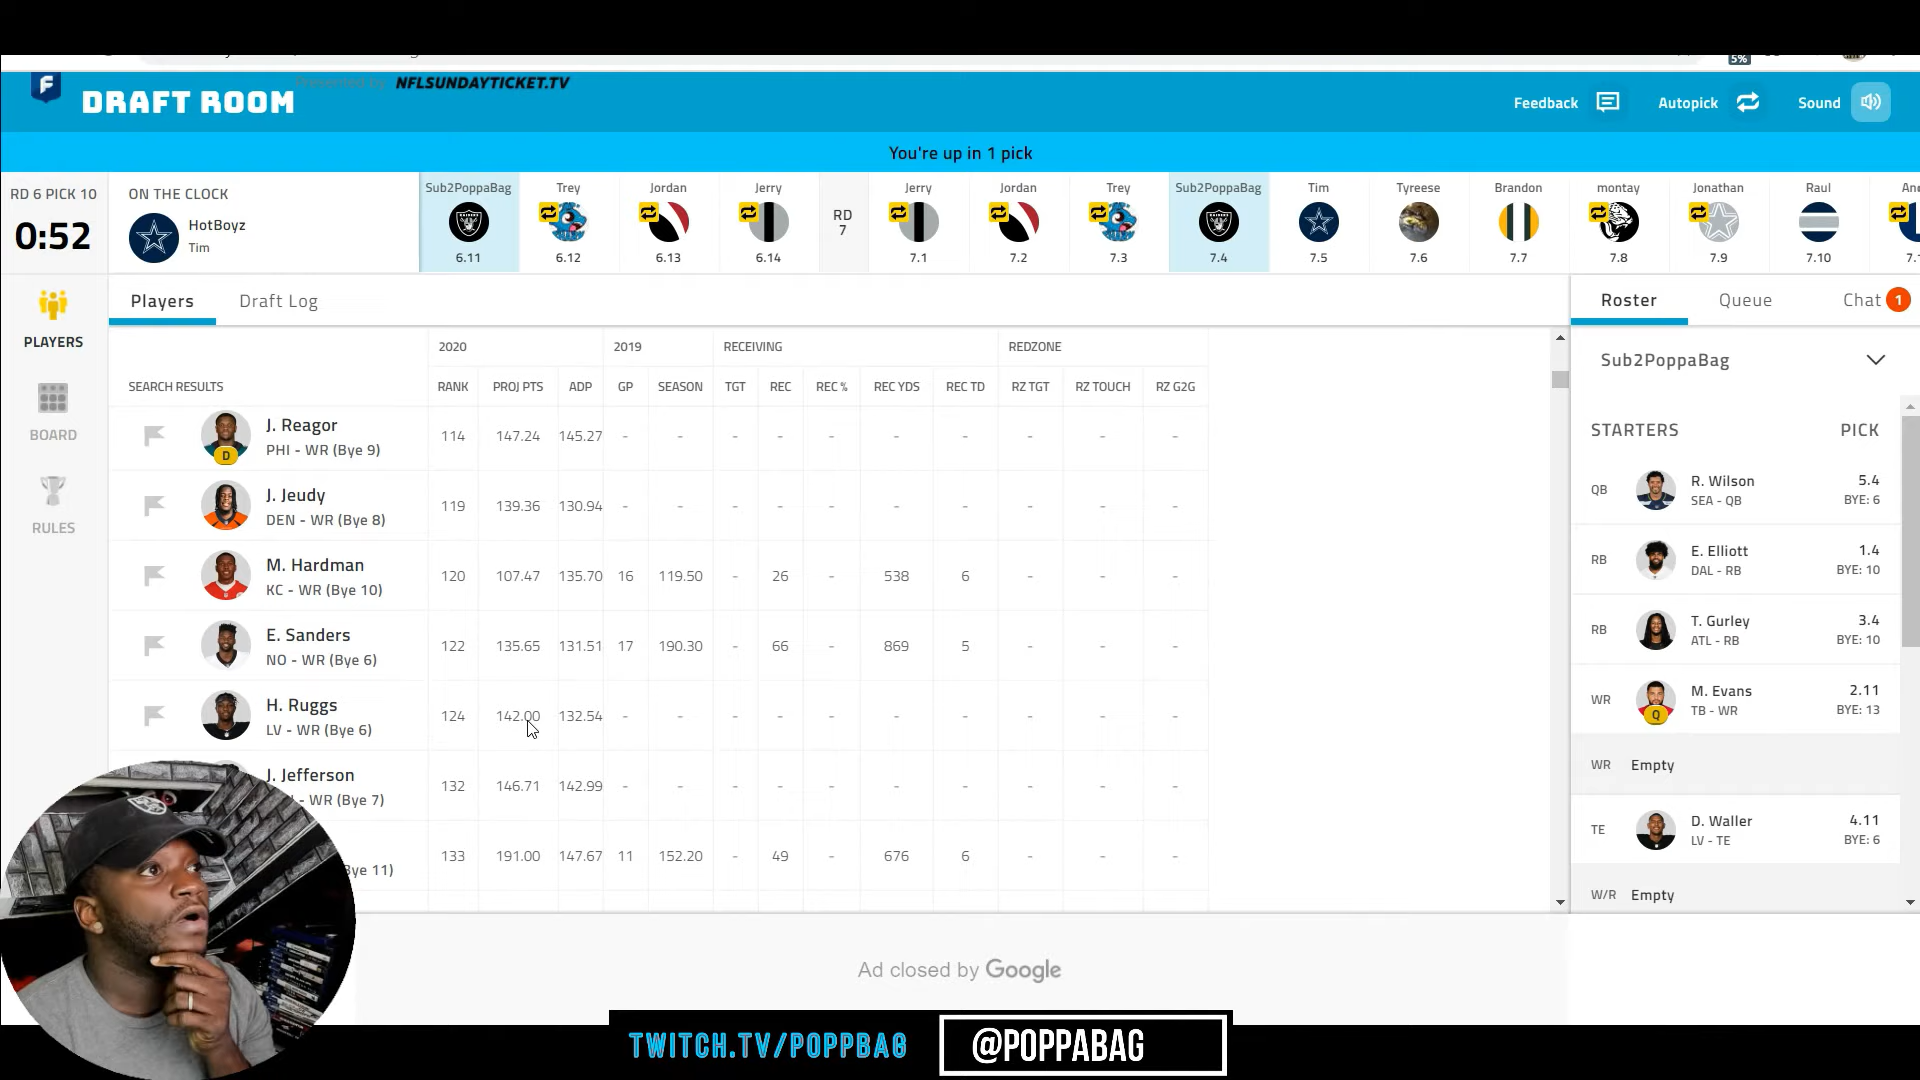 5%
F
DRAFT ROOM
NFLSUNDAYTICKET.TV
Feedback
Autopick
Sound
You're up in 1 pick
RD 6 PICK 10
0:52
ON THE CLOCK
HotBoyz
Tim
Sub2PoppaBag Trey Jordan Jerry RD 7 Jerry Jordan Trey Sub2PoppaBag Tim Tyreese Brandon montay Jonathan Raul
6.11 6.12 6.13 6.14 7.1 7.2 7.3 7.4 7.5 7.6 7.7 7.8 7.9 7.10
PLAYERS
BOARD
RULES
Players Draft Log
2020 2019 RECEIVING REDZONE
SEARCH RESULTS RANK PROJ PTS ADP GP SEASON TGT REC REC % REC YDS REC TD RZ TGT RZ TOUCH RZ G2G
J. Reagor
D
PHI - WR (Bye 9)
114 147.24 145.27 - - - - - - - - - -
J. Jeudy
DEN - WR (Bye 8)
119 139.36 130.94 - - - - - - - - - -
M. Hardman
KC - WR (Bye 10)
120 107.47 135.70 16 119.50 - 26 - 538 6 - - -
E. Sanders
NO - WR (Bye 6)
122 135.65 131.51 17 190.30 - 66 - 869 5 - - -
H. Ruggs
LV - WR (Bye 6)
124 142.00 132.54 - - - - - - - - - -
J. Jefferson
- WR (Bye 7)
132 146.71 142.99 - - - - - - - - - -
133 191.00 147.67 11 152.20 - 49 - 676 6 - - -
ye 11)
Roster Queue Chat 1
Sub2PoppaBag
STARTERS PICK
QB R. Wilson 5.4
SEA - QB BYE: 6
RB E. Elliott 1.4
DAL - RB BYE: 10
RB T. Gurley 3.4
ATL - RB BYE: 10
WR M. Evans 2.11
Q TB - WR BYE: 13
WR Empty
TE D. Waller 4.11
LV - TE BYE: 6
W/R Empty
Ad closed by Google
TWITCH.TV/POPPBAG
@POPPABAG